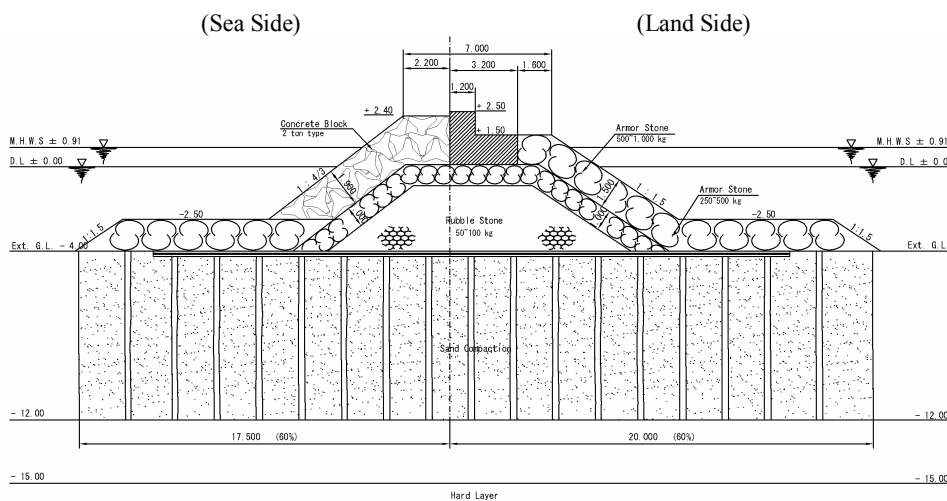 (Sea Side)
(Land Side)
7.000
2.200
3.200
1.600
1.200
+ 2.40
+ 2.50
+ 1.50
Concrete Block
2 ton type
Armor Stone
500~1.000 kg
M.H.W.S ± 0.91
M.H.W.S ± 0.91
D.L ± 0.00
D.L ± 0.0
1 : 4/3
1.900
1.500
1 : 1.5
Armor Stone
250~500 kg
-2.50
-2.50
1:1.5
1:1.5
Rubble Stone
50~100 kg
Ext. G.L. - 4.00
Ext. G.L
Sand Compaction
- 12.00
- 12.00
17.500 (60%)
20.000 (60%)
- 15.00
- 15.00
Hard Layer